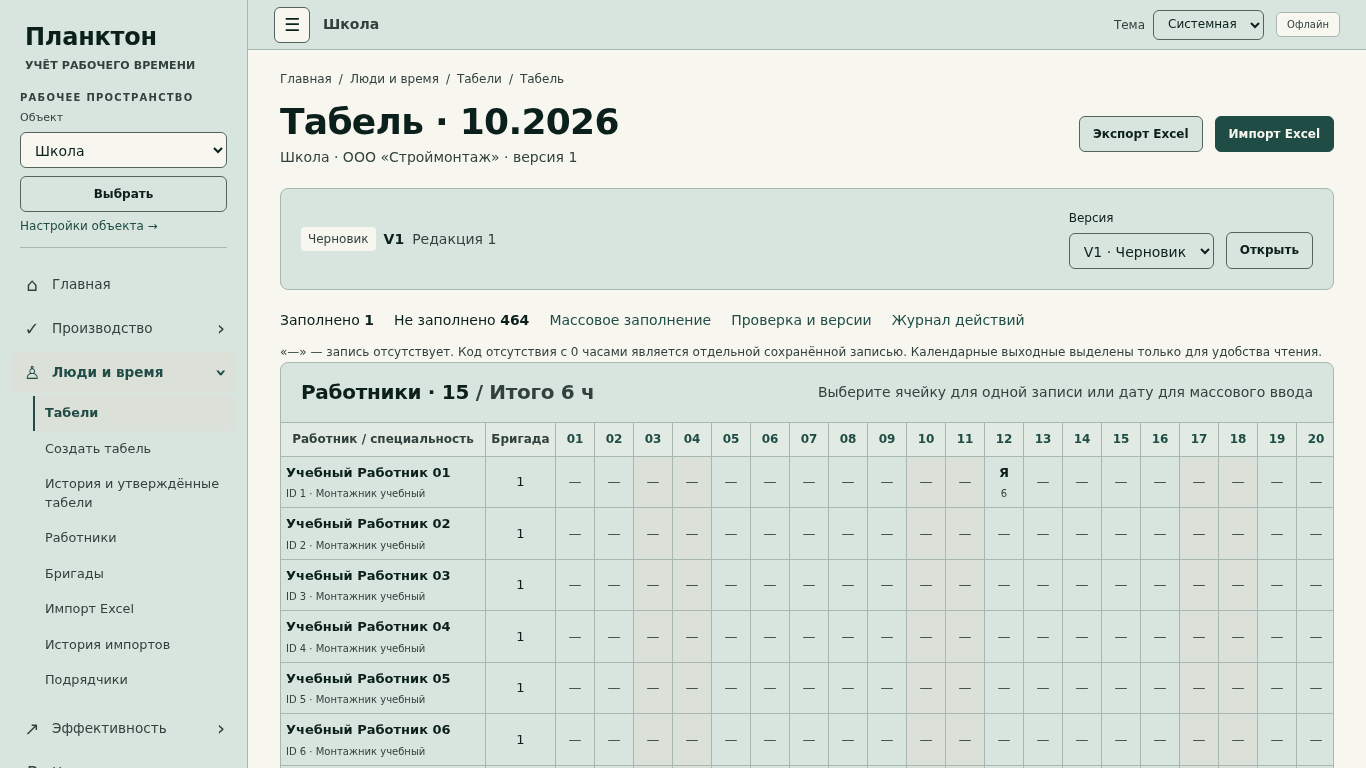 Планктон
УЧЁТ РАБОЧЕГО ВРЕМЕНИ
РАБОЧЕЕ ПРОСТРАНСТВО
Объект
Школа
Выбрать
Настройки объекта →
Главная
Производство
Люди и время
Табели
Создать табель
История и утверждённые
табели
Работники
Бригады
Импорт Excel
История импортов
Подрядчики
Эффективность
Школа
Тема Системная Офлайн
Главная / Люди и время / Табели / Табель
Табель · 10.2026
Школа · ООО «Строймонтаж» · версия 1
Экспорт Excel Импорт Excel
Черновик V1 Редакция 1
Версия
V1 · Черновик Открыть
Заполнено 1 Не заполнено 464 Массовое заполнение Проверка и версии Журнал действий
«—» — запись отсутствует. Код отсутствия с 0 часами является отдельной сохранённой записью. Календарные выходные выделены только для удобства чтения.
Работники · 15 / Итого 6 ч Выберите ячейку для одной записи или дату для массового ввода
Работник / специальность Бригада 01 02 03 04 05 06 07 08 09 10 11 12 13 14 15 16 17 18 19 20
Учебный Работник 01
ID 1 · Монтажник учебный
1 — — — — — — — — — — — Я — — — — — — — —
6
Учебный Работник 02
ID 2 · Монтажник учебный
1 — — — — — — — — — — — — — — — — — — — —
Учебный Работник 03
ID 3 · Монтажник учебный
1 — — — — — — — — — — — — — — — — — — — —
Учебный Работник 04
ID 4 · Монтажник учебный
1 — — — — — — — — — — — — — — — — — — — —
Учебный Работник 05
ID 5 · Монтажник учебный
1 — — — — — — — — — — — — — — — — — — — —
Учебный Работник 06
ID 6 · Монтажник учебный
1 — — — — — — — — — — — — — — — — — — — —